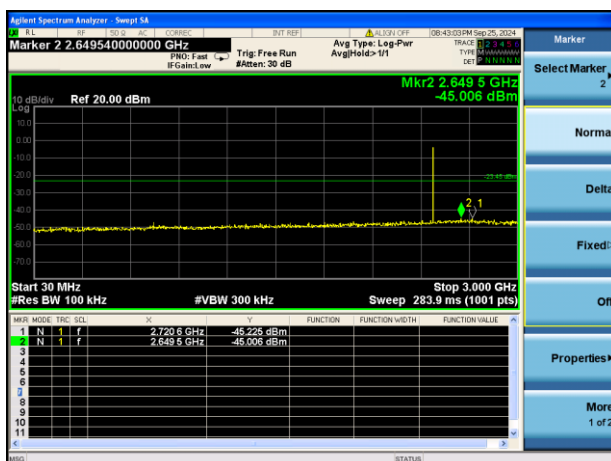 Agilent Spectrum Analyzer - Swept SA
RL RF 50 Ω AC CORREC INT REF ALIGN OFF 08:43:03 PM Sep 25, 2024
Marker 2 2.649540000000 GHz
PNO: Fast
IFGain:Low
Trig: Free Run
#Atten: 30 dB
Avg Type: Log-Pwr
Avg|Hold>1/1
TRACE 1 2 3 4 5 6
TYPE M W W W W W
DET P N N N N N
Mkr2 2.649 5 GHz
-45.006 dBm
10 dB/div Ref 20.00 dBm
Log
10.0
0.00
-10.0
-20.0
-30.0
-40.0
-50.0
-60.0
-70.0
2 1
Start 30 MHz
Stop 3.000 GHz
#Res BW 100 kHz
#VBW 300 kHz
Sweep 283.9 ms (1001 pts)
MKR MODE TRC SCL X Y FUNCTION FUNCTION WIDTH FUNCTION VALUE
1 N 1 f 2.720 6 GHz -45.225 dBm
2 N 1 f 2.649 5 GHz -45.006 dBm
3
4
5
6
7
8
9
10
11
MSG STATUS
Marker
Select Marker
2
Norma
Delta
Fixed
Off
Properties
More
1 of 2